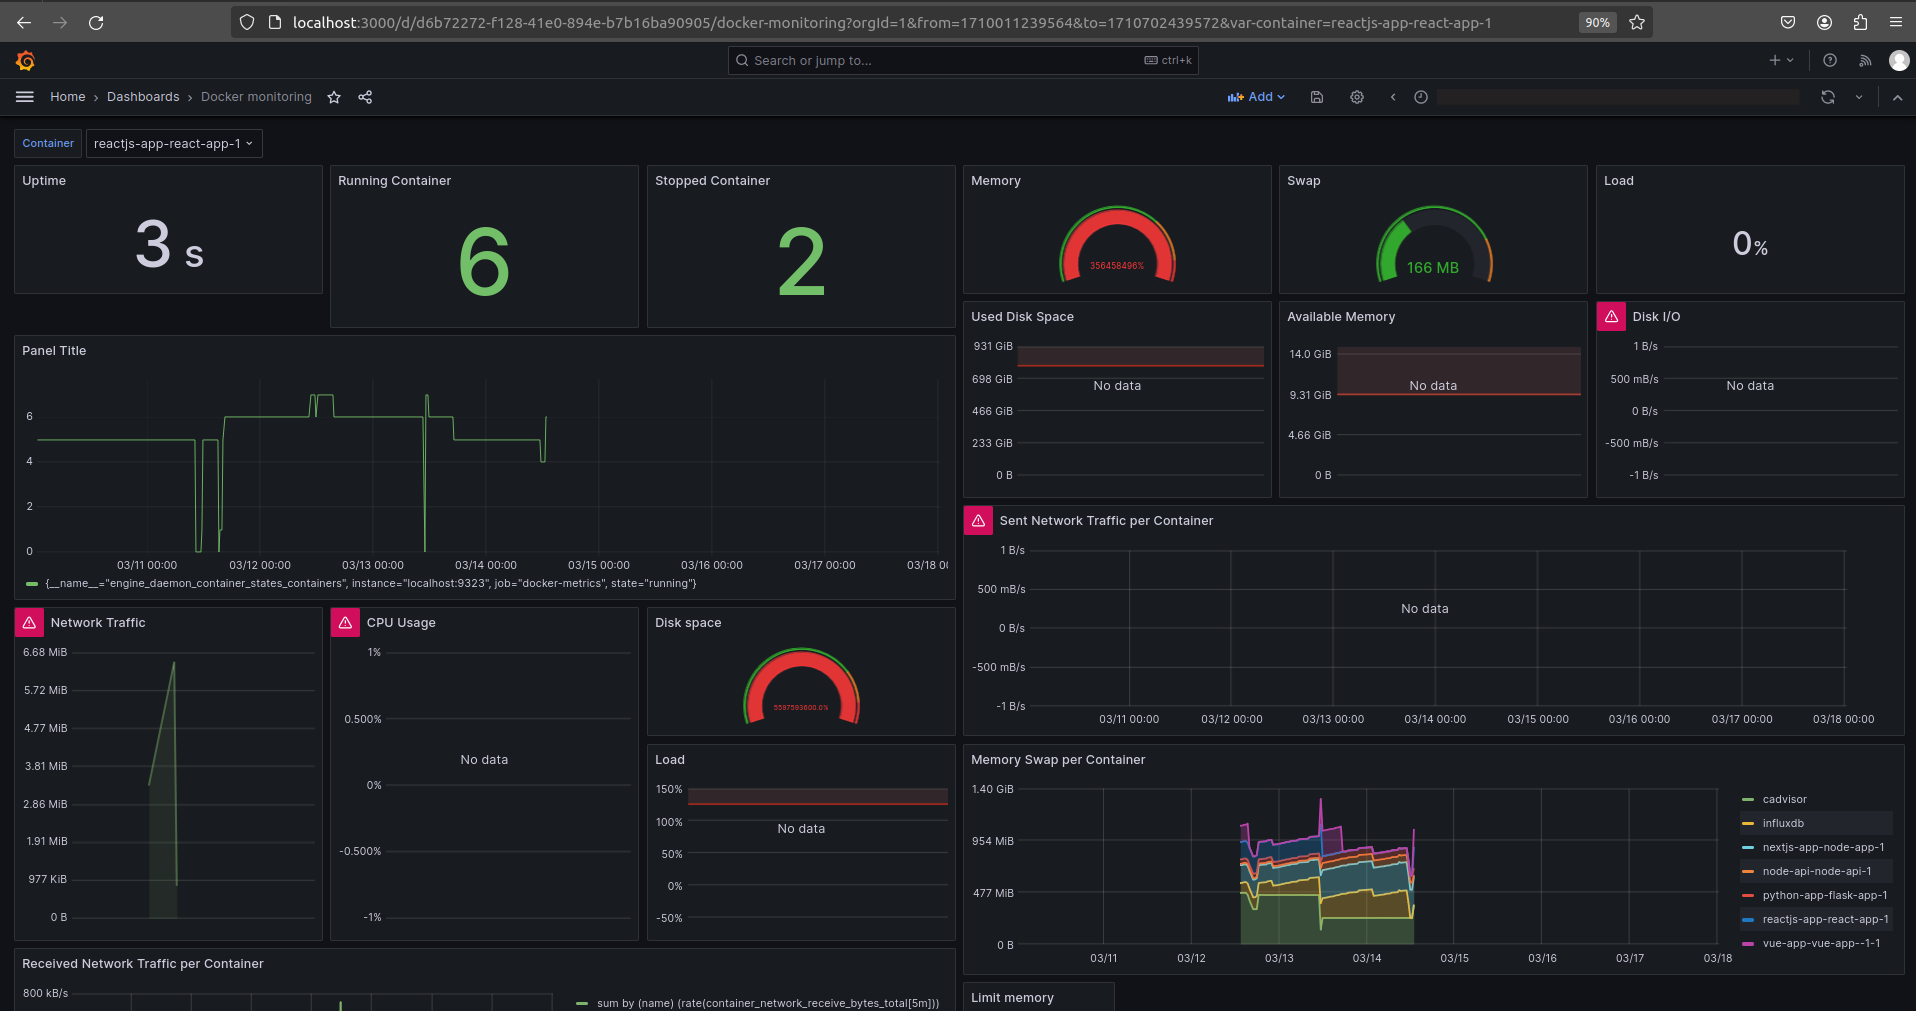 localhost:3000/d/d6b72272-f128-41e0-894e-b7b16ba90905/docker-monitoring?orgId=1&from=1710011239564&to=1710702439572&var-container=reactjs-app-react-app-1
90%
Search or jump to...
ctrl+k
Home › Dashboards › Docker monitoring
Add
Container
reactjs-app-react-app-1
Uptime
3 s
Running Container
6
Stopped Container
2
Memory
356458496%
Swap
166 MB
Load
0%
Used Disk Space
931 GiB
698 GiB
466 GiB
233 GiB
0 B
No data
Available Memory
14.0 GiB
9.31 GiB
4.66 GiB
0 B
No data
Disk I/O
1 B/s
500 mB/s
0 B/s
-500 mB/s
-1 B/s
No data
Panel Title
6
4
2
0
03/11 00:00
03/12 00:00
03/13 00:00
03/14 00:00
03/15 00:00
03/16 00:00
03/17 00:00
03/18 0
{__name__="engine_daemon_container_states_containers", instance="localhost:9323", job="docker-metrics", state="running"}
Sent Network Traffic per Container
1 B/s
500 mB/s
0 B/s
-500 mB/s
-1 B/s
No data
03/11 00:00
03/12 00:00
03/13 00:00
03/14 00:00
03/15 00:00
03/16 00:00
03/17 00:00
03/18 00:00
Network Traffic
6.68 MiB
5.72 MiB
4.77 MiB
3.81 MiB
2.86 MiB
1.91 MiB
977 KiB
0 B
CPU Usage
1%
0.500%
0%
-0.500%
-1%
No data
Disk space
5597593600.0%
Load
150%
100%
50%
0%
-50%
No data
Memory Swap per Container
1.40 GiB
954 MiB
477 MiB
0 B
03/11
03/12
03/13
03/14
03/15
03/16
03/17
03/18
cadvisor
influxdb
nextjs-app-node-app-1
node-api-node-api-1
python-app-flask-app-1
reactjs-app-react-app-1
vue-app-vue-app--1-1
Received Network Traffic per Container
800 kB/s
sum by (name) (rate(container_network_receive_bytes_total[5m]))
Limit memory